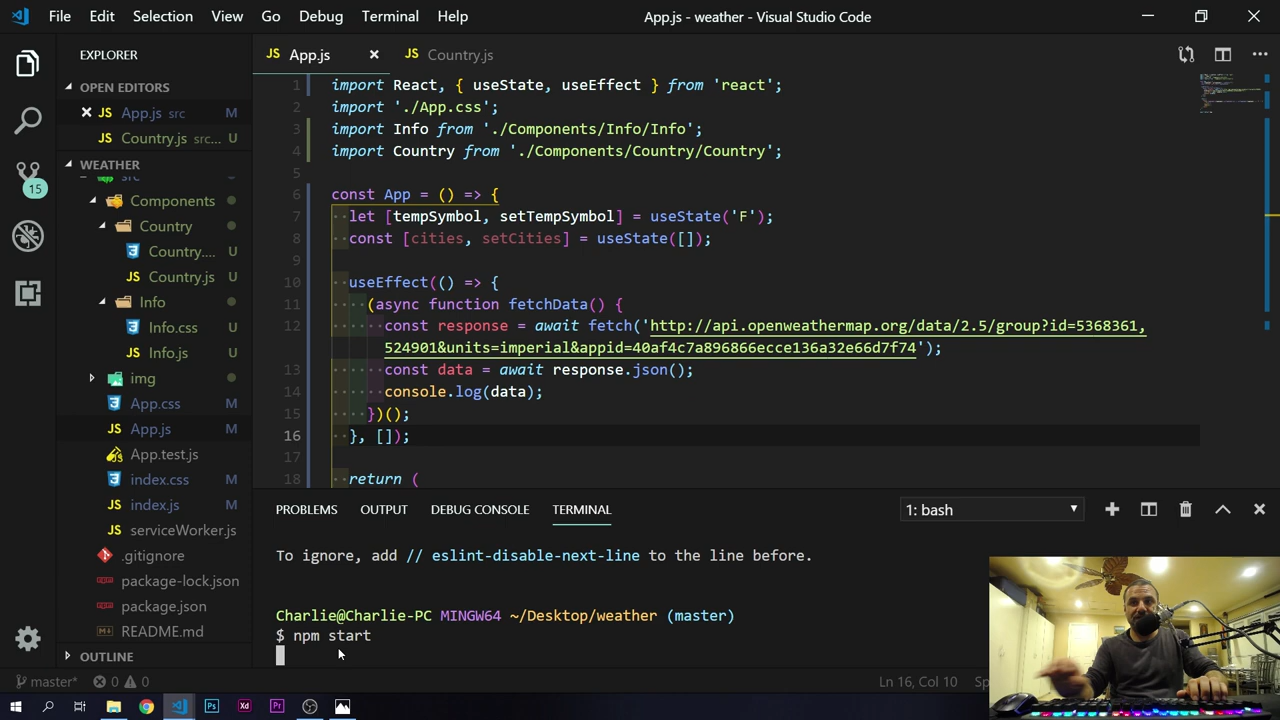 File Edit Selection View Go Debug Terminal Help App.js - weather - Visual Studio Code
EXPLORER
OPEN EDITORS
App.js src M
Country.js src... U
WEATHER
src
Components
Country
Country.... U
Country.js U
Info
Info.css U
Info.js U
img
App.css M
App.js M
App.test.js
index.css M
index.js M
serviceWorker.js
.gitignore
package-lock.json
package.json
README.md
OUTLINE
15
App.js Country.js
1 import React, { useState, useEffect } from 'react';
2 import './App.css';
3 import Info from './Components/Info/Info';
4 import Country from './Components/Country/Country';
5
6 const App = () => {
7 let [tempSymbol, setTempSymbol] = useState('F');
8 const [cities, setCities] = useState([]);
9
10 useEffect(() => {
11 (async function fetchData() {
12 const response = await fetch('http://api.openweathermap.org/data/2.5/group?id=5368361,
524901&units=imperial&appid=40af4c7a896866ecce136a32e66d7f74');
13 const data = await response.json();
14 console.log(data);
15 })();
16 }, []);
17
18 return (
PROBLEMS OUTPUT DEBUG CONSOLE TERMINAL 1: bash
To ignore, add // eslint-disable-next-line to the line before.
Charlie@Charlie-PC MINGW64 ~/Desktop/weather (master)
$ npm start
master* 0 0 Ln 16, Col 10
Ps Xd Pr